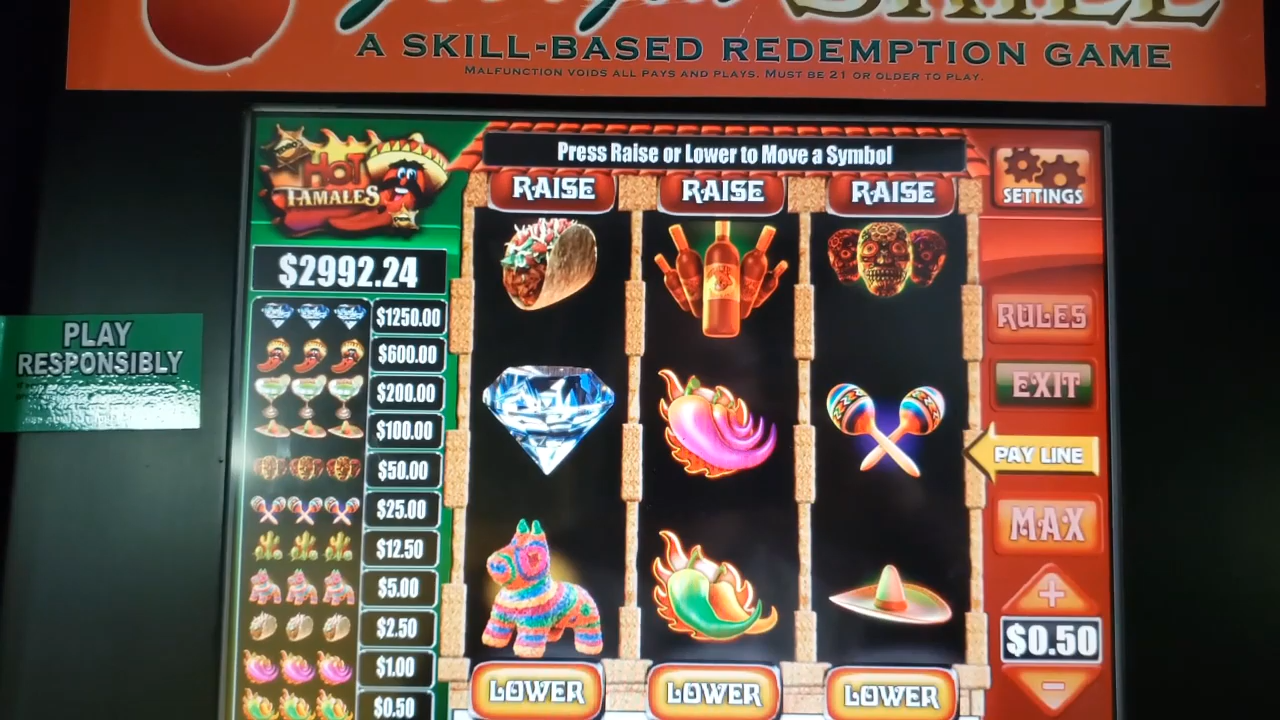 A SKILL-BASED REDEMPTION GAME
MALFUNCTION VOIDS ALL PAYS AND PLAYS. MUST BE 21 OR OLDER TO PLAY.
HOT
TAMALES
Press Raise or Lower to Move a Symbol
RAISE
RAISE
RAISE
SETTINGS
$2992.24
$1250.00
$600.00
$200.00
$100.00
$50.00
$25.00
$12.50
$5.00
$2.50
$1.00
$0.50
PLAY
RESPONSIBLY
RULES
EXIT
PAY LINE
MAX
+
$0.50
-
LOWER
LOWER
LOWER